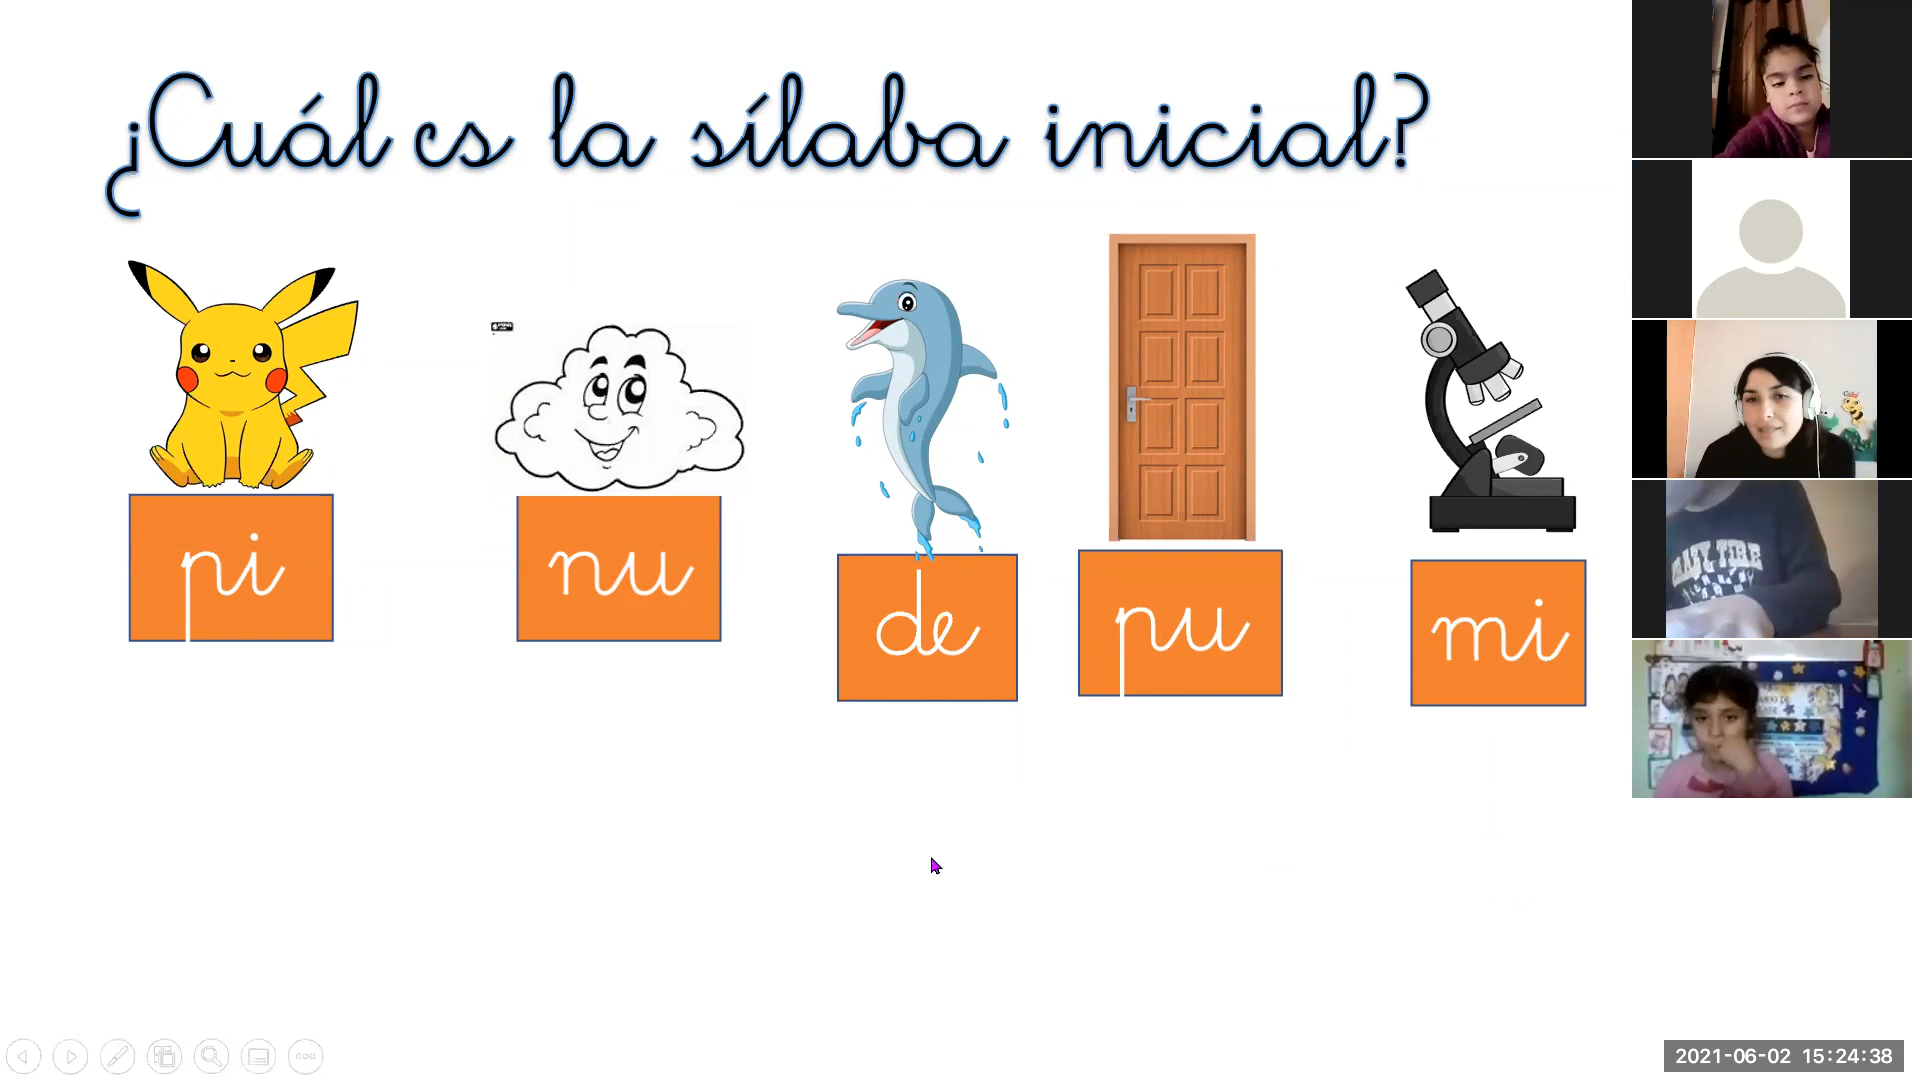 ¿Cuál es la sílaba inicial?
pi
nu
de
pu
mi
2021-06-02 15:24:38